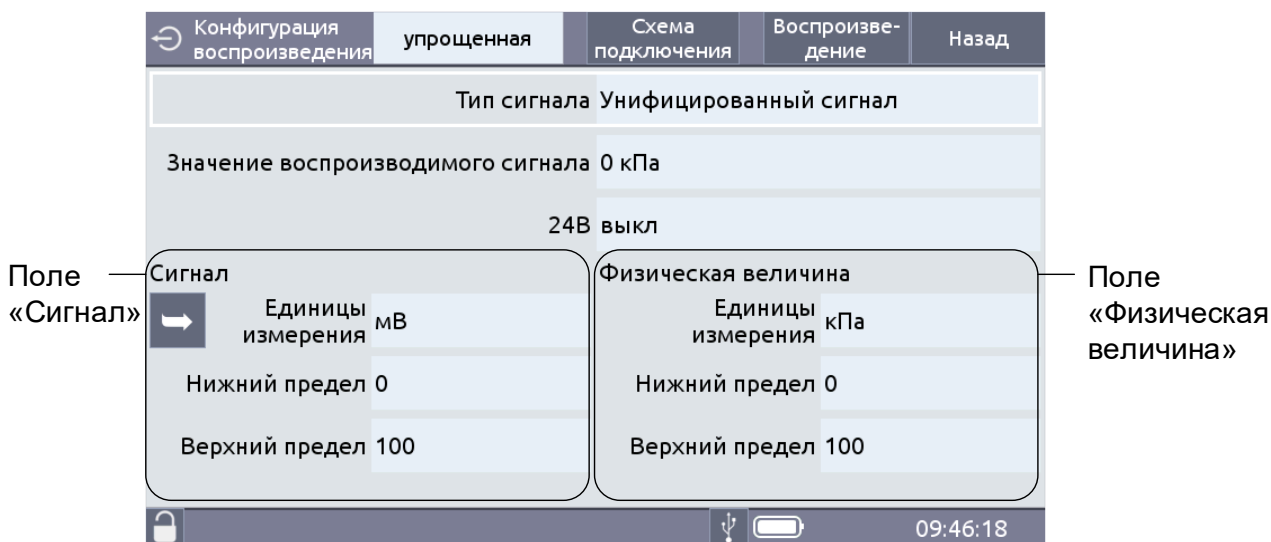 Конфигурация
воспроизведения
упрощенная
Схема
подключения
Воспроизве-
дение
Назад
Тип сигнала Унифицированный сигнал
Значение воспроизводимого сигнала 0 кПа
24В выкл
Поле
«Сигнал»
Сигнал
Единицы
измерения
мВ
Нижний предел 0
Верхний предел 100
Физическая величина
Единицы
измерения
кПа
Нижний предел 0
Верхний предел 100
Поле
«Физическая
величина»
09:46:18